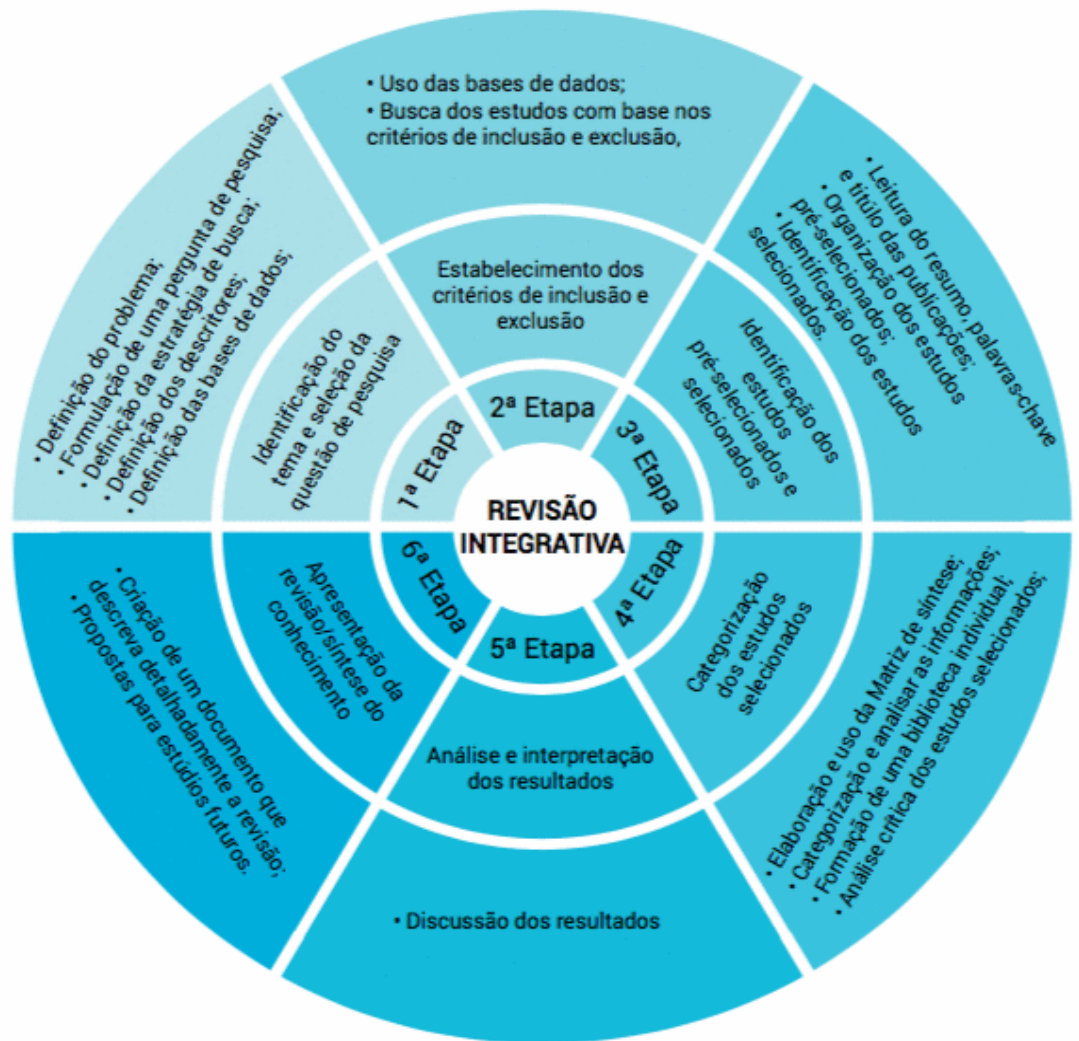 REVISÃO
INTEGRATIVA
1ª Etapa
Identificação do
tema e seleção da
questão de pesquisa
• Definição do problema;
• Formulação de uma pergunta de pesquisa;
• Definição da estratégia de busca;
• Definição dos descritores;
• Definição das bases de dados;
2ª Etapa
Estabelecimento dos
critérios de inclusão e
exclusão
• Uso das bases de dados;
• Busca dos estudos com base nos
critérios de inclusão e exclusão,
3ª Etapa
Identificação dos
estudos
pré-selecionados e
selecionados
• Leitura do resumo, palavras-chave
e titúlo das publicações;
• Organização dos estudos
pré-selecionados;
• Identificação dos estudos
selecionados.
4ª Etapa
Categorização
dos estudos
selecionados
• Elaboração e uso da Matriz de síntese;
• Categorização e analisar as informações;
• Formação de uma biblioteca individual;
• Análise crítica dos estudos selecionados;
5ª Etapa
Análise e interpretação
dos resultados
• Discussão dos resultados
6ª Etapa
Apresentação da
revisão/síntese do
conhecimento
• Criação de um documento que
descreva detalhadamente a revisão;
• Propostas para estúdios futuros.